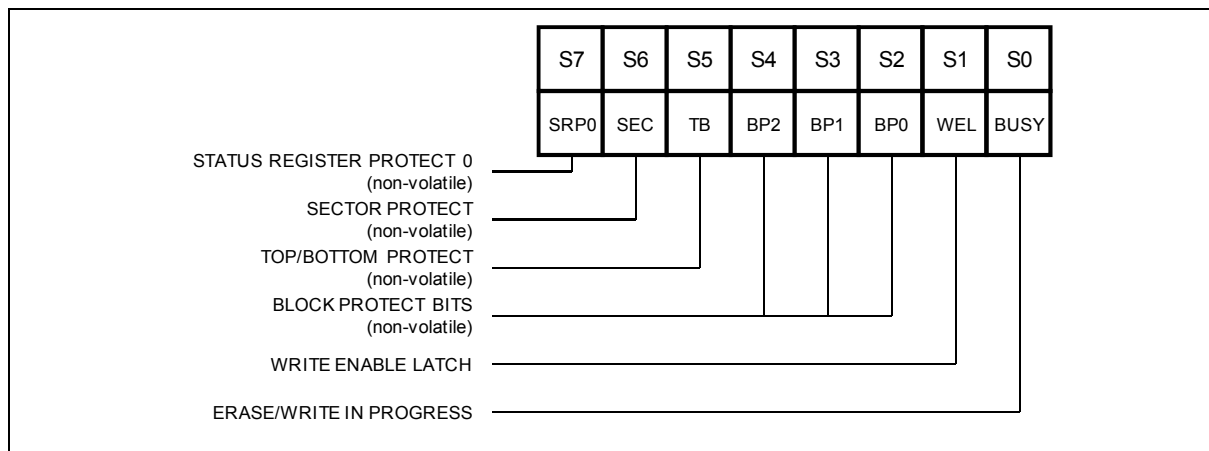 S7 S6 S5 S4 S3 S2 S1 S0
SRP0 SEC TB BP2 BP1 BP0 WEL BUSY
STATUS REGISTER PROTECT 0
(non-volatile)
SECTOR PROTECT
(non-volatile)
TOP/BOTTOM PROTECT
(non-volatile)
BLOCK PROTECT BITS
(non-volatile)
WRITE ENABLE LATCH
ERASE/WRITE IN PROGRESS